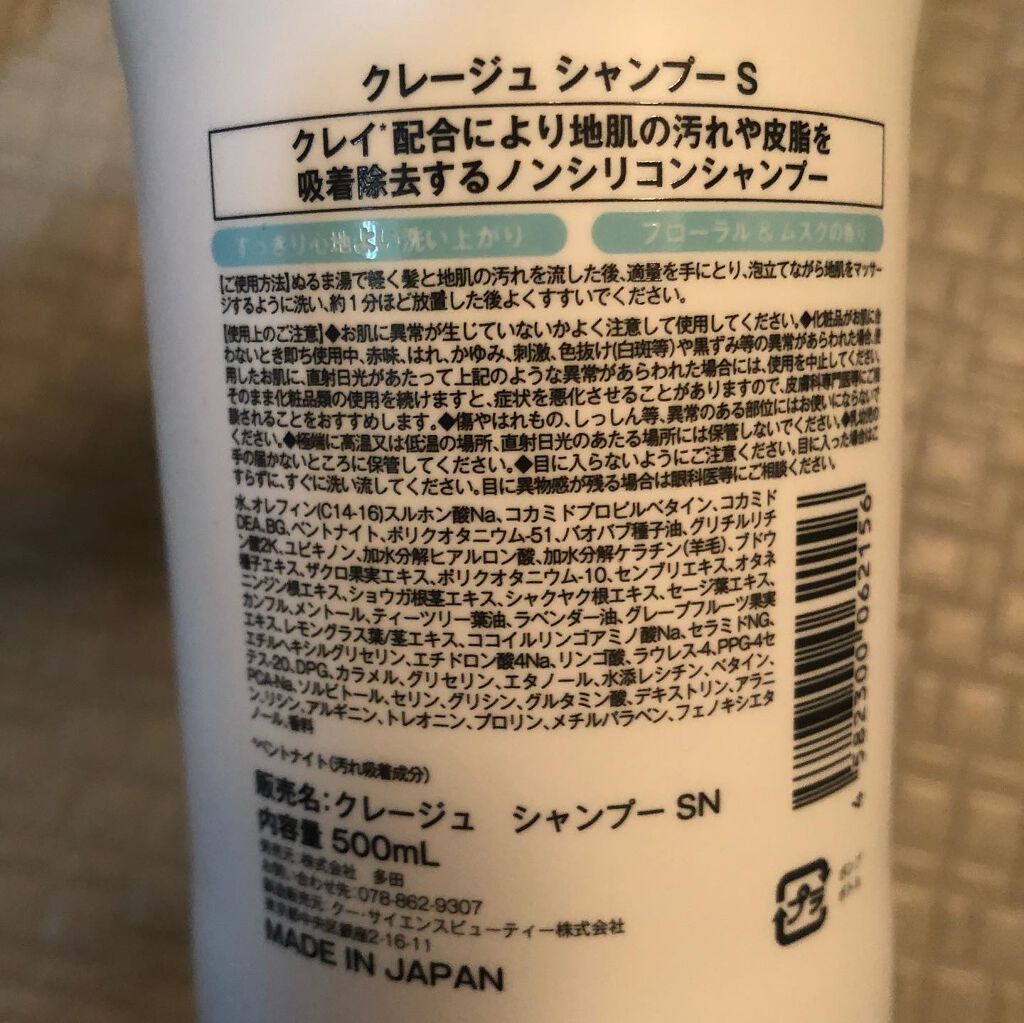 クレージュ シャンプー S
クレイ*配合により地肌の汚れや皮脂を
吸着除去するノンシリコンシャンプー
すっきり心地よい洗い上がり
フローラル & ムスクの香り
【ご使用方法】ぬるま湯で軽く髪と地肌の汚れを流した後、適量を手にとり、泡立てながら地肌をマッサー
ジするように洗い、約1分ほど放置した後よくすすいでください。
【使用上のご注意】◆お肌に異常が生じていないかよく注意して使用してください。◆化粧品がお肌に合
わないとき即ち使用中、赤味、はれ、かゆみ、刺激、色抜け(白斑等)や黒ずみ等の異常があらわれた場合、使
用したお肌に、直射日光があたって上記のような異常があらわれた場合には、使用を中止してください。
そのまま化粧品類の使用を続けますと、症状を悪化させることがありますので、皮膚科専門医等にご相
談されることをおすすめします。◆傷やはれもの、しっしん等、異常のある部位にはお使いにならないで
ください。◆極端に高温又は低温の場所、直射日光のあたる場所には保管しないでください。◆乳幼児の
手の届かないところに保管してください。◆目に入らないようにご注意ください。目に入った場合はこ
すらずに、すぐに洗い流してください。目に異物感が残る場合は眼科医等にご相談ください。
水、オレフィン(C14-16)スルホン酸Na、コカミドプロピルベタイン、コカミド
DEA、BG、ベントナイト、ポリクオタニウム-51、バオバブ種子油、グリチルリチ
ン酸2K、ユビキノン、加水分解ヒアルロン酸、加水分解ケラチン(羊毛)、ブドウ
種子エキス、ザクロ果実エキス、ポリクオタニウム-10、センブリエキス、オタネ
ニンジン根エキス、ショウガ根茎エキス、シャクヤク根エキス、セージ葉エキス、
カンフル、メントール、ティーツリー葉油、ラベンダー油、グレープフルーツ果実
エキス、レモングラス葉/茎エキス、ココイルリンゴアミノ酸Na、セラミドNG、
エチルヘキシルグリセリン、エチドロン酸4Na、リンゴ酸、ラウレス-4、PPG-4セ
テス-20、DPG、カラメル、グリセリン、エタノール、水添レシチン、ベタイン、
PCA-Na、ソルビトール、セリン、グリシン、グルタミン酸、デキストリン、アラニ
ン、リシン、アルギニン、トレオニン、プロリン、メチルパラベン、フェノキシエタ
ノール、香料
*ベントナイト(汚れ吸着成分)
4 582300 062156
販売名:クレージュ シャンプー SN
内容量 500mL
発売元:株式会社 多田
お問い合わせ先:078-862-9307
製造販売元:クー・サイエンスビューティー株式会社
東京都中央区銀座2-16-11
MADE IN JAPAN
プラ
ポンプ
ボトル